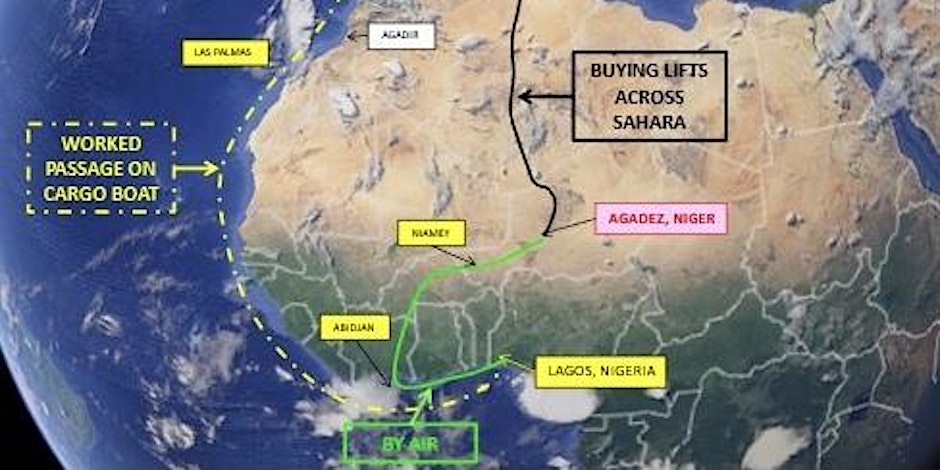 AGADIR
LAS PALMAS
BUYING LIFTS
ACROSS
SAHARA
WORKED
PASSAGE ON
CARGO BOAT
AGADEZ, NIGER
NIAMEY
ABIDJAN
LAGOS, NIGERIA
BY AIR